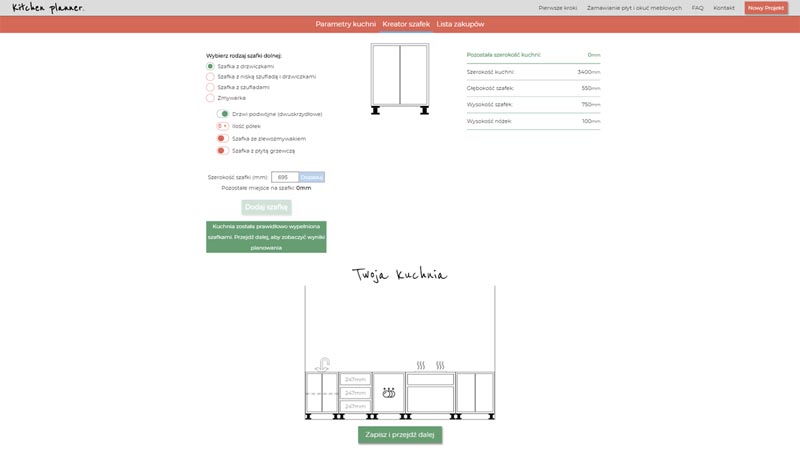 Kitchen planner.
Pierwsze kroki
Zamawianie płyt i okuć meblowych
FAQ
Kontakt
Nowy Projekt
Parametry kuchni
Kreator szafek
Lista zakupów
Wybierz rodzaj szafki dolnej:
Szafka z drzwiczkami
Szafka z niską szufladą i drzwiczkami
Szafka z szufladami
Zmywarka
Drzwi podwójne (dwuskrzydłowe)
0 Ilość półek
Szafka ze zlewozmywakiem
Szafka z płytą grzewczą
Szerokość szafki (mm): 695 Dopasuj
Pozostałe miejsce na szafki: 0mm
Dodaj szafkę
Kuchnia została prawidłowo wypełniona
szafkami. Przejdź dalej, aby zobaczyć wyniki
planowania
Pozostała szerokość kuchni: 0mm
Szerokość kuchni: 3400mm
Głębokość szafek: 550mm
Wysokość szafek: 750mm
Wysokość nóżek: 100mm
Twoja kuchnia
247mm
247mm
247mm
Zapisz i przejdź dalej